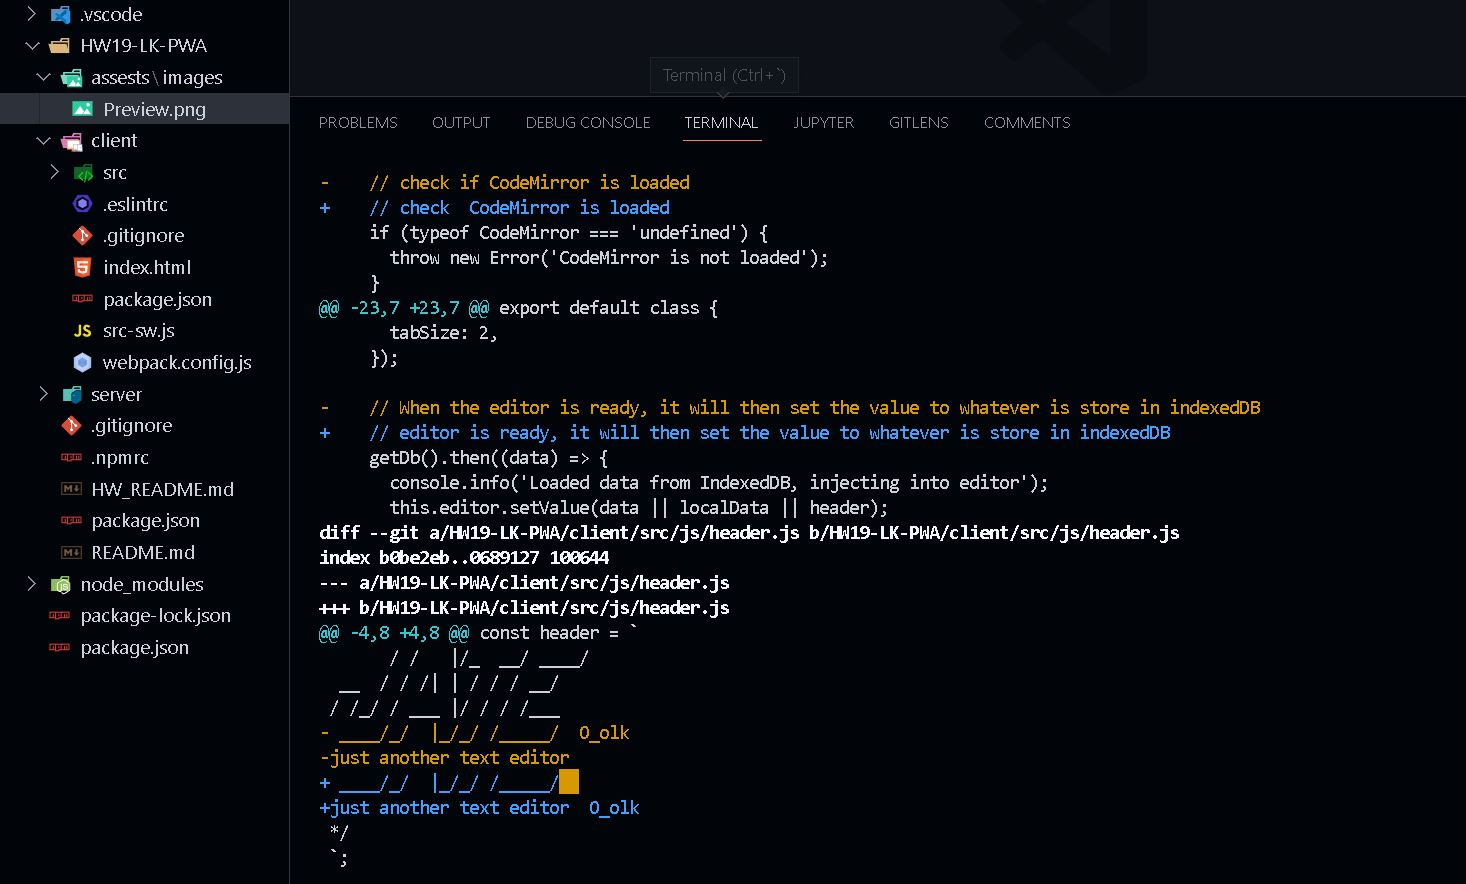 .vscode
HW19-LK-PWA
assests\images
Preview.png
client
src
.eslintrc
.gitignore
index.html
package.json
JS src-sw.js
webpack.config.js
server
.gitignore
.npmrc
HW_README.md
package.json
README.md
node_modules
package-lock.json
package.json
Terminal (Ctrl+`)
PROBLEMS OUTPUT DEBUG CONSOLE TERMINAL JUPYTER GITLENS COMMENTS
-    // check if CodeMirror is loaded
+    // check  CodeMirror is loaded
     if (typeof CodeMirror === 'undefined') {
       throw new Error('CodeMirror is not loaded');
     }
@@ -23,7 +23,7 @@ export default class {
       tabSize: 2,
     });
-    // When the editor is ready, it will then set the value to whatever is store in indexedDB
+    // editor is ready, it will then set the value to whatever is store in indexedDB
     getDb().then((data) => {
       console.info('Loaded data from IndexedDB, injecting into editor');
       this.editor.setValue(data || localData || header);
diff --git a/HW19-LK-PWA/client/src/js/header.js b/HW19-LK-PWA/client/src/js/header.js
index b0be2eb..0689127 100644
--- a/HW19-LK-PWA/client/src/js/header.js
+++ b/HW19-LK-PWA/client/src/js/header.js
@@ -4,8 +4,8 @@ const header = `
       / /   |/_  __/ ____/
  __  / / /| | / / / __/
 / /_/ / ___ |/ / / /___
- ____/_/  |_/_/ /_____/  O_olk
-just another text editor
+ ____/_/  |_/_/ /_____/
+just another text editor  O_olk
 */
 `;